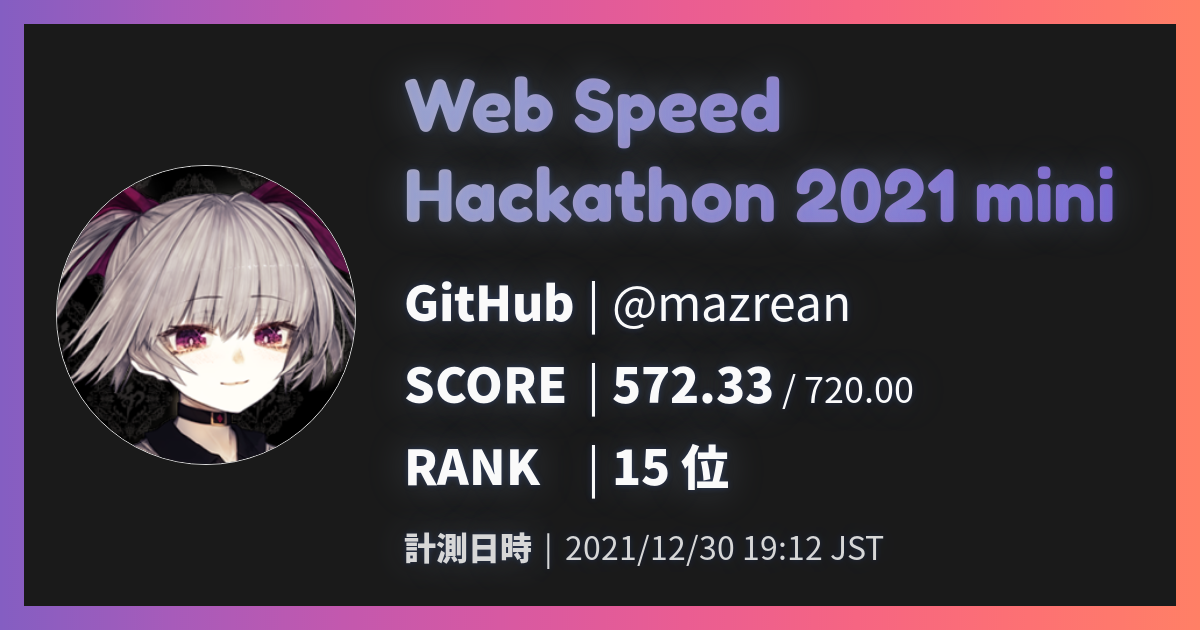 Web Speed
Hackathon 2021 mini
GitHub | @mazrean
SCORE | 572.33 / 720.00
RANK | 15 位
計測日時 | 2021/12/30 19:12 JST